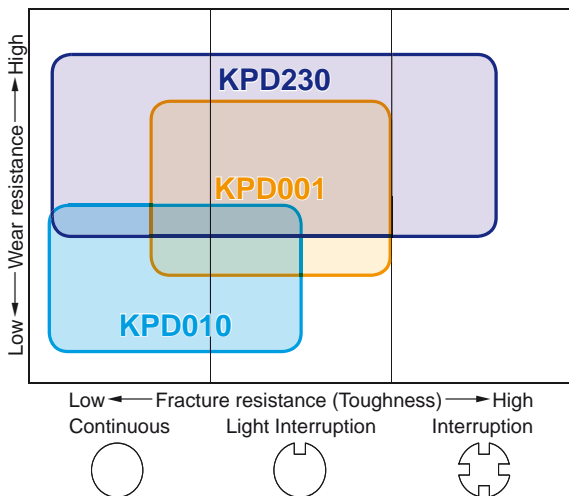 KPD230
KPD001
KPD010
Low Wear resistance High
Low Fracture resistance (Toughness) High
Continuous Light Interruption Interruption